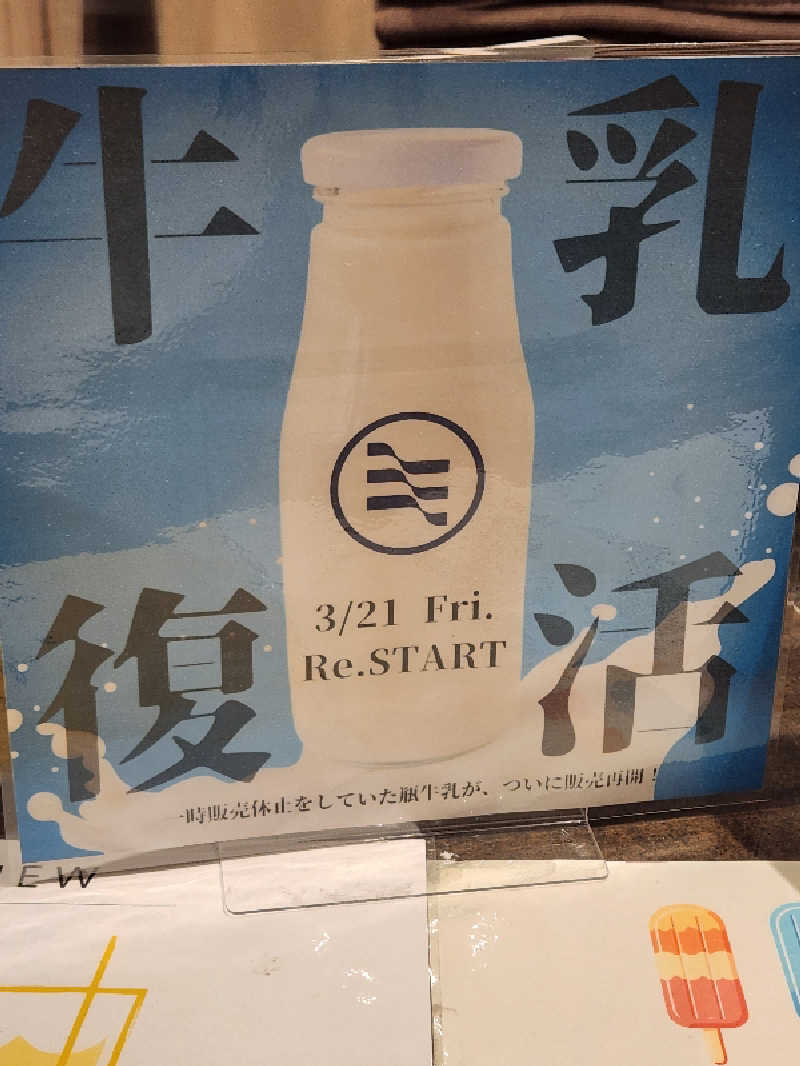 牛乳
復活
3/21 Fri.
Re.START
一時販売休止をしていた瓶牛乳が、ついに販売再開！
EW